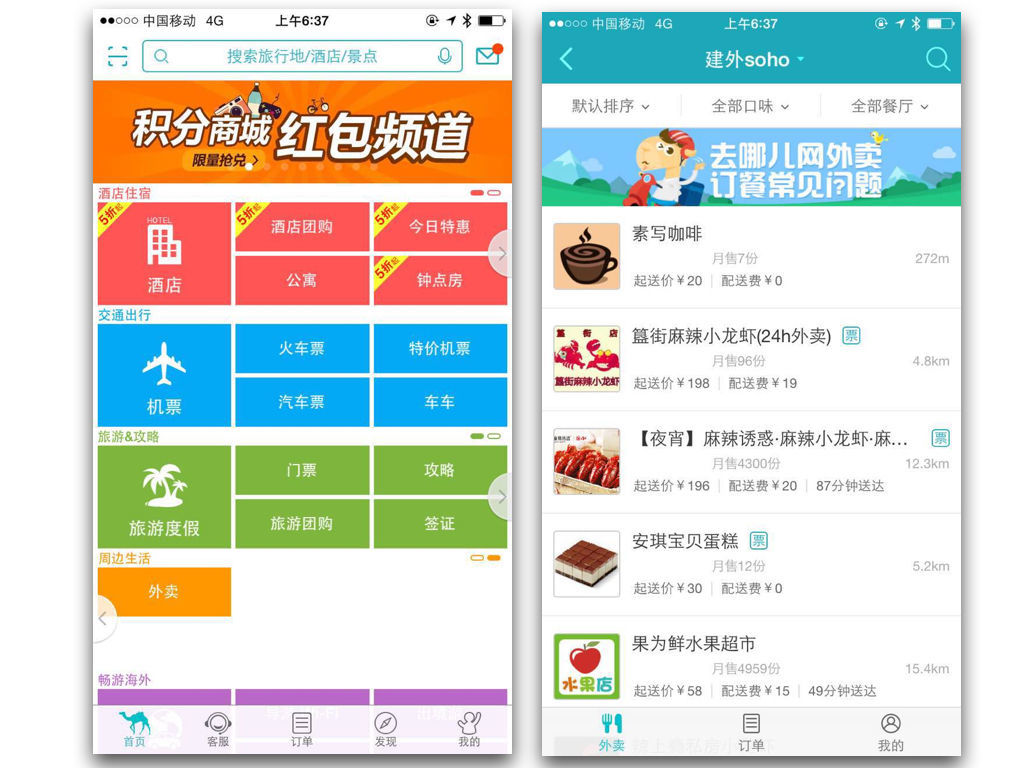 中国移动 4G 上午6:37
搜索旅行地/酒店/景点
积分商城 红包频道
限量抢兑 >
酒店住宿
5折起
HOTEL
酒店
5折起
酒店团购
5折起
今日特惠
公寓
5折起
钟点房
交通出行
机票
火车票
特价机票
汽车票
车车
旅游&攻略
旅游度假
门票
攻略
旅游团购
签证
周边生活
外卖
畅游海外
首页 客服 订单 发现 我的
中国移动 4G 上午6:37
建外soho
默认排序 全部口味 全部餐厅
去哪儿网外卖
订餐常见问题
素写咖啡
月售7份 272m
起送价￥20 配送费￥0
簋街店
簋街麻辣小龙虾
簋街麻辣小龙虾(24h外卖) 票
月售96份 4.8km
起送价￥198 配送费￥19
【夜宵】麻辣诱惑·麻辣小龙虾·麻... 票
月售4300份 12.3km
起送价￥196 配送费￥20 87分钟送达
安琪宝贝蛋糕 票
月售12份 5.2km
起送价￥30 配送费￥0
水果店
果为鲜水果超市
月售4959份 15.4km
起送价￥58 配送费￥15 49分钟送达
外卖 订单 我的